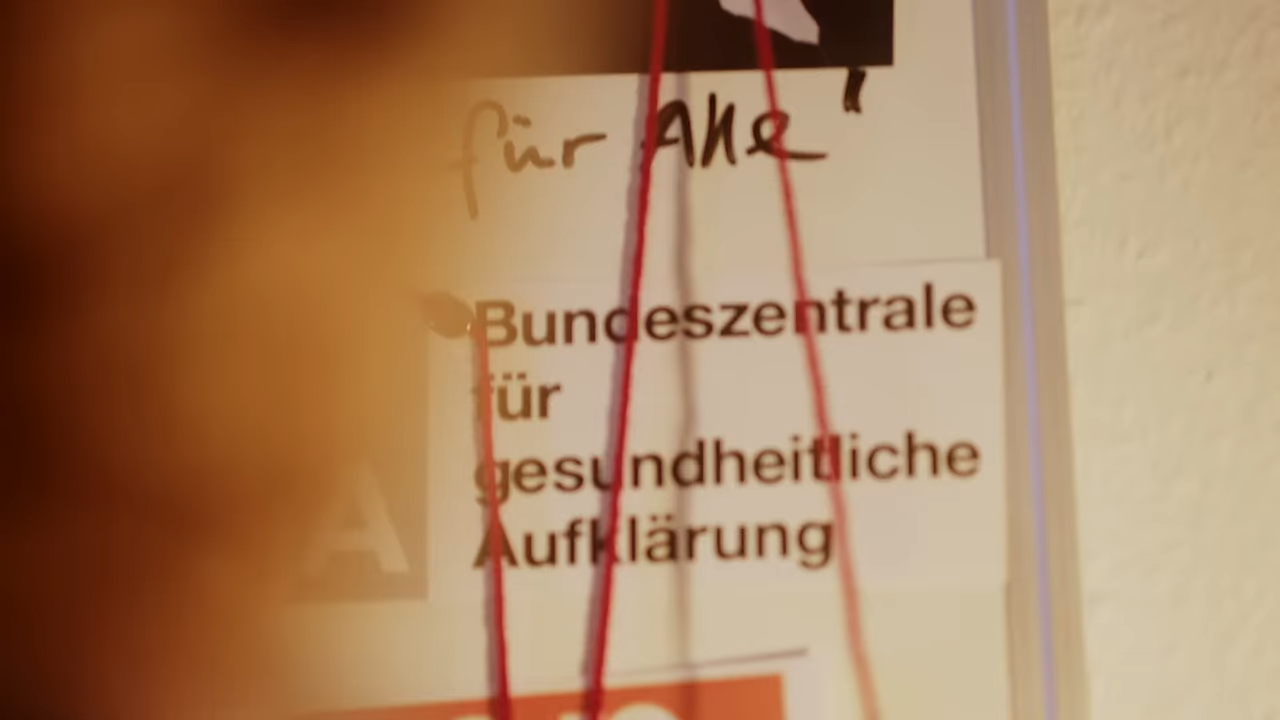 für Alle"
Bundeszentrale
für
gesundheitliche
Aufklärung
A